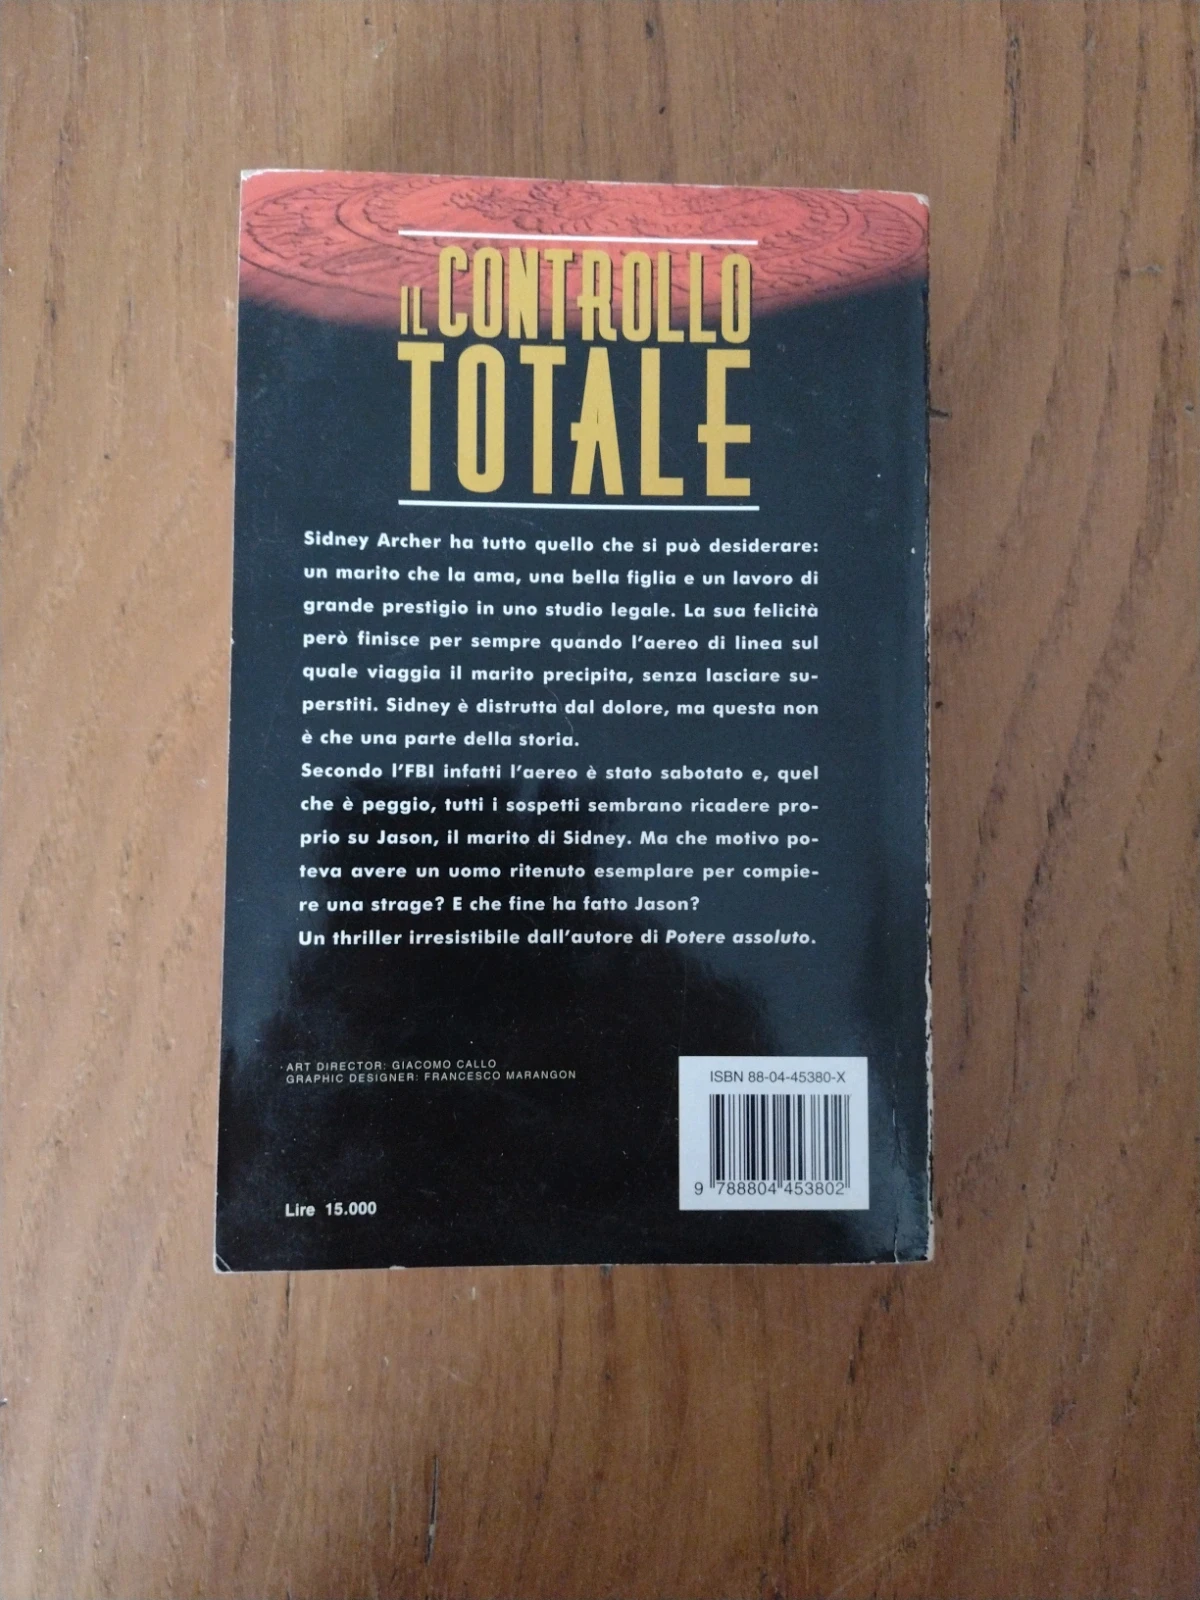 IL CONTROLLO
TOTALE
Sidney Archer ha tutto quello che si può desiderare:
un marito che la ama, una bella figlia e un lavoro di
grande prestigio in uno studio legale. La sua felicità
però finisce per sempre quando l'aereo di linea sul
quale viaggia il marito precipita, senza lasciare su-
perstiti. Sidney è distrutta dal dolore, ma questa non
è che una parte della storia.
Secondo l'FBI infatti l'aereo è stato sabotato e, quel
che è peggio, tutti i sospetti sembrano ricadere pro-
prio su Jason, il marito di Sidney. Ma che motivo po-
teva avere un uomo ritenuto esemplare per compie-
re una strage? E che fine ha fatto Jason?
Un thriller irresistibile dall'autore di Potere assoluto.
ART DIRECTOR: GIACOMO CALLO
GRAPHIC DESIGNER: FRANCESCO MARANGON
ISBN 88-04-45380-X
9 788804 453802
Lire 15.000